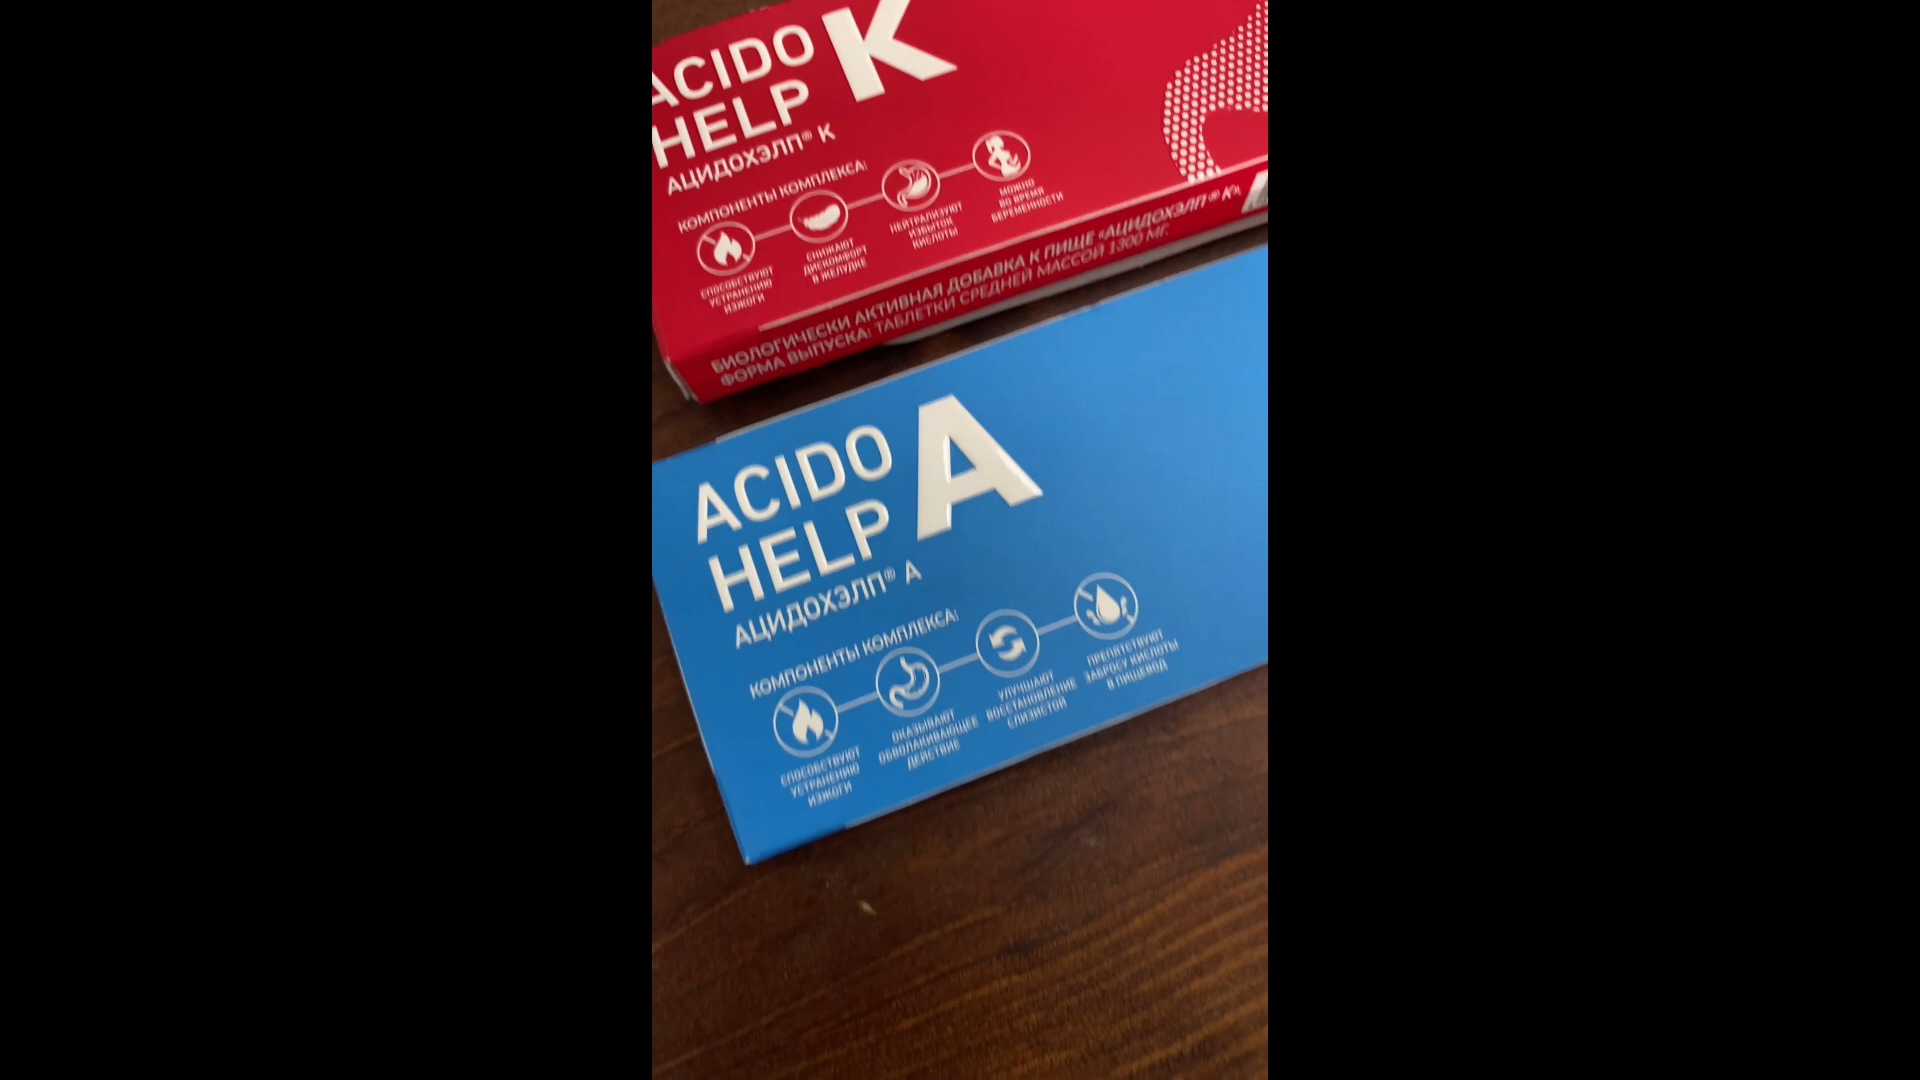 ACIDO
HELP K
АЦИДОХЭЛП® К
КОМПОНЕНТЫ КОМПЛЕКСА:
СПОСОБСТВУЮТ
УСТРАНЕНИЮ
ИЗЖОГИ
СНИЖАЮТ
ДИСКОМФОРТ
В ЖЕЛУДКЕ
НЕЙТРАЛИЗУЮТ
ИЗБЫТОК
КИСЛОТЫ
МОЖНО
ВО ВРЕМЯ
БЕРЕМЕННОСТИ
БИОЛОГИЧЕСКИ АКТИВНАЯ ДОБАВКА К ПИЩЕ «АЦИДОХЭЛП® К».
ФОРМА ВЫПУСКА: ТАБЛЕТКИ СРЕДНЕЙ МАССОЙ 1300 МГ.
ACIDO
HELP A
АЦИДОХЭЛП® А
КОМПОНЕНТЫ КОМПЛЕКСА:
СПОСОБСТВУЮТ
УСТРАНЕНИЮ
ИЗЖОГИ
ОКАЗЫВАЮТ
ОБВОЛАКИВАЮЩЕЕ
ДЕЙСТВИЕ
УЛУЧШАЮТ
ВОССТАНОВЛЕНИЕ
СЛИЗИСТОЙ
ПРЕПЯТСТВУЮТ
ЗАБРОСУ КИСЛОТЫ
В ПИЩЕВОД